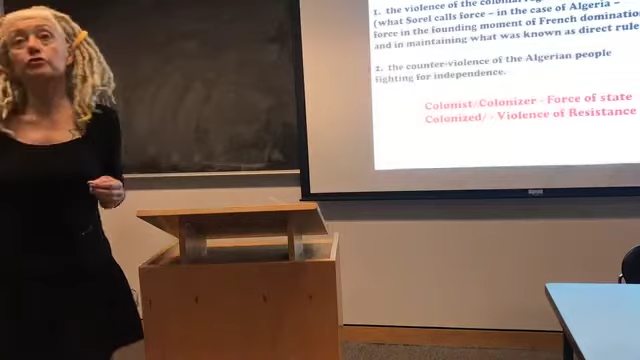 1. the violence of the colonial
(what Sorel calls force – in the case of Algeria –
force in the founding moment of French domination
and in maintaining what was known as direct rule
2. the counter-violence of the Algerian people
fighting for independence.
Colonist/Colonizer - Force of state
Colonized/ - Violence of Resistance